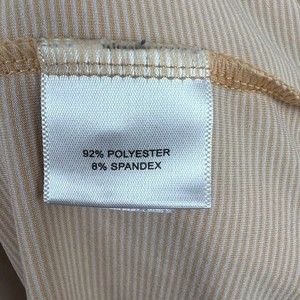 92% POLYESTER
8% SPANDEX